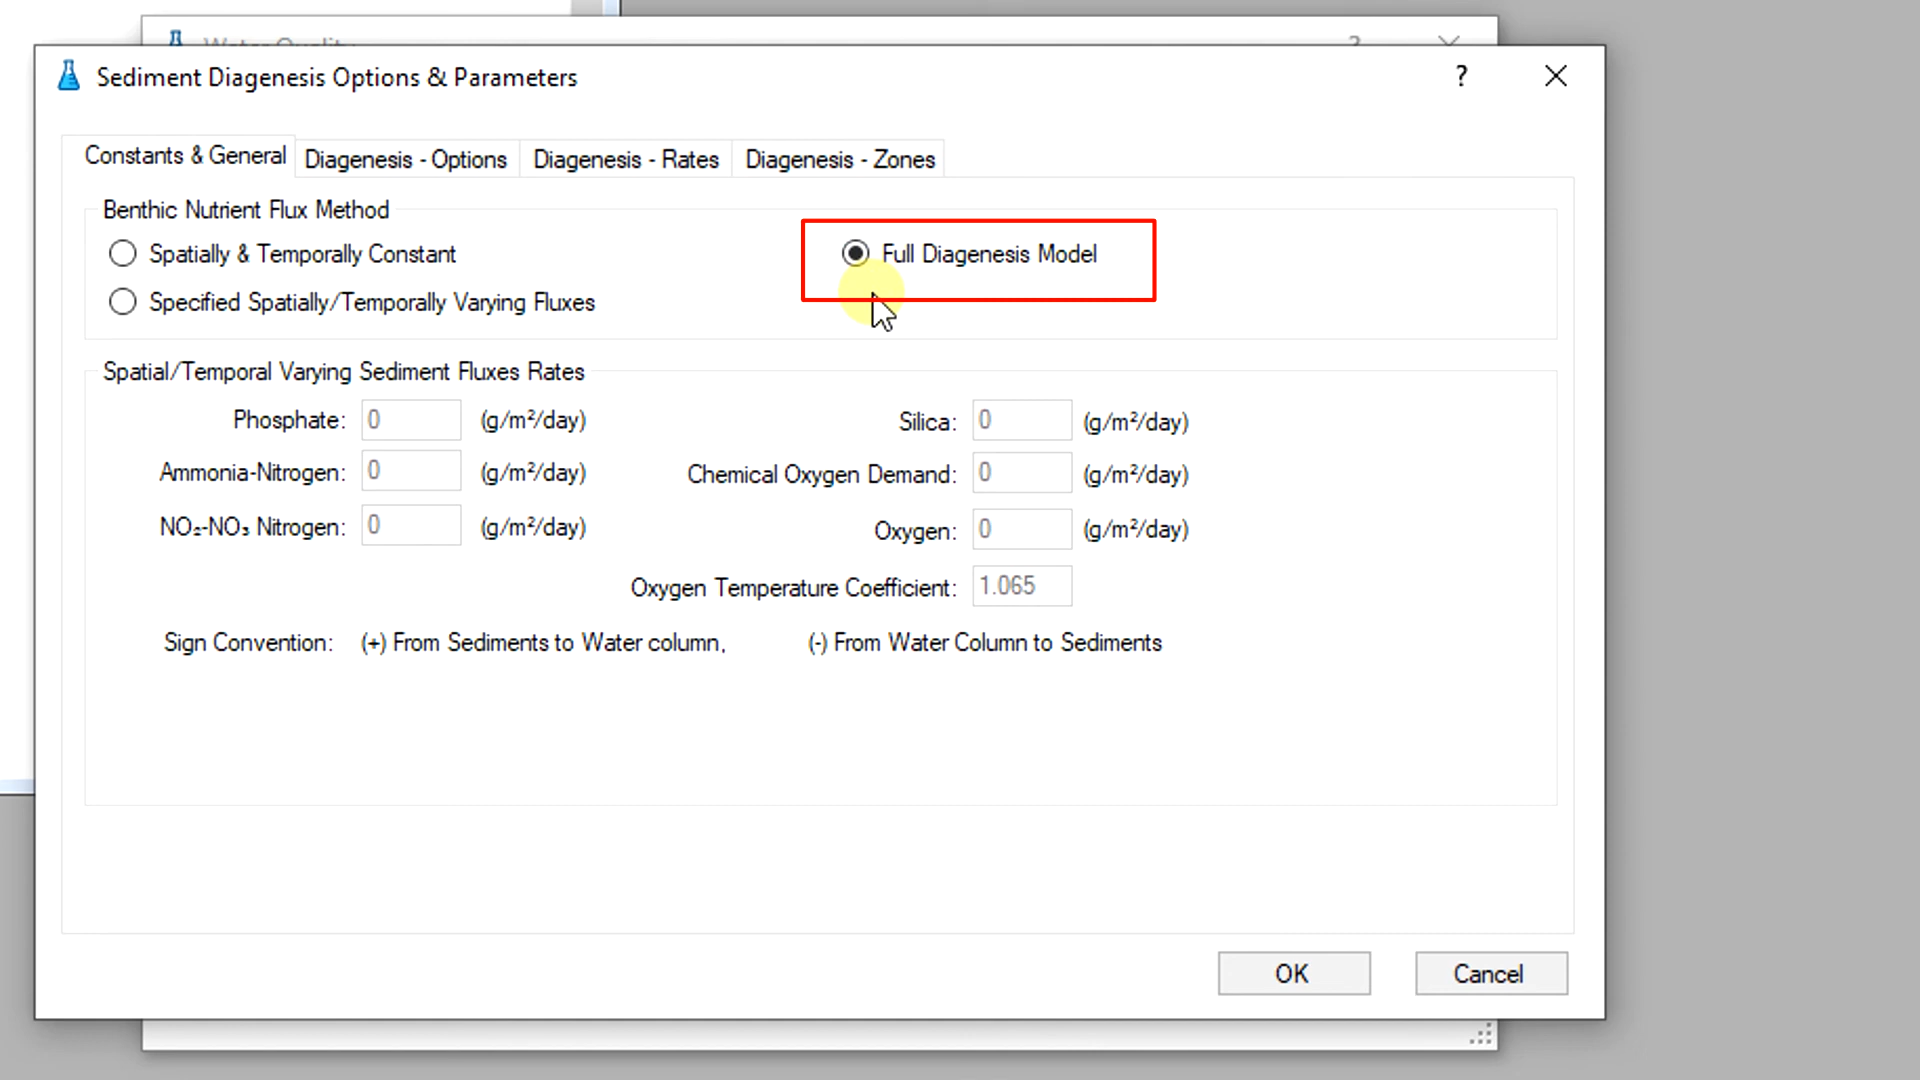 Water Quality
?
Sediment Diagenesis Options & Parameters
?
Constants & General
Diagenesis - Options
Diagenesis - Rates
Diagenesis - Zones
Benthic Nutrient Flux Method
Spatially & Temporally Constant
Full Diagenesis Model
Specified Spatially/Temporally Varying Fluxes
Spatial/Temporal Varying Sediment Fluxes Rates
Phosphate: 0 (g/m²/day)
Silica: 0 (g/m²/day)
Ammonia-Nitrogen: 0 (g/m²/day)
Chemical Oxygen Demand: 0 (g/m²/day)
NO₂-NO₃ Nitrogen: 0 (g/m²/day)
Oxygen: 0 (g/m²/day)
Oxygen Temperature Coefficient: 1.065
Sign Convention: (+) From Sediments to Water column, (-) From Water Column to Sediments
OK
Cancel